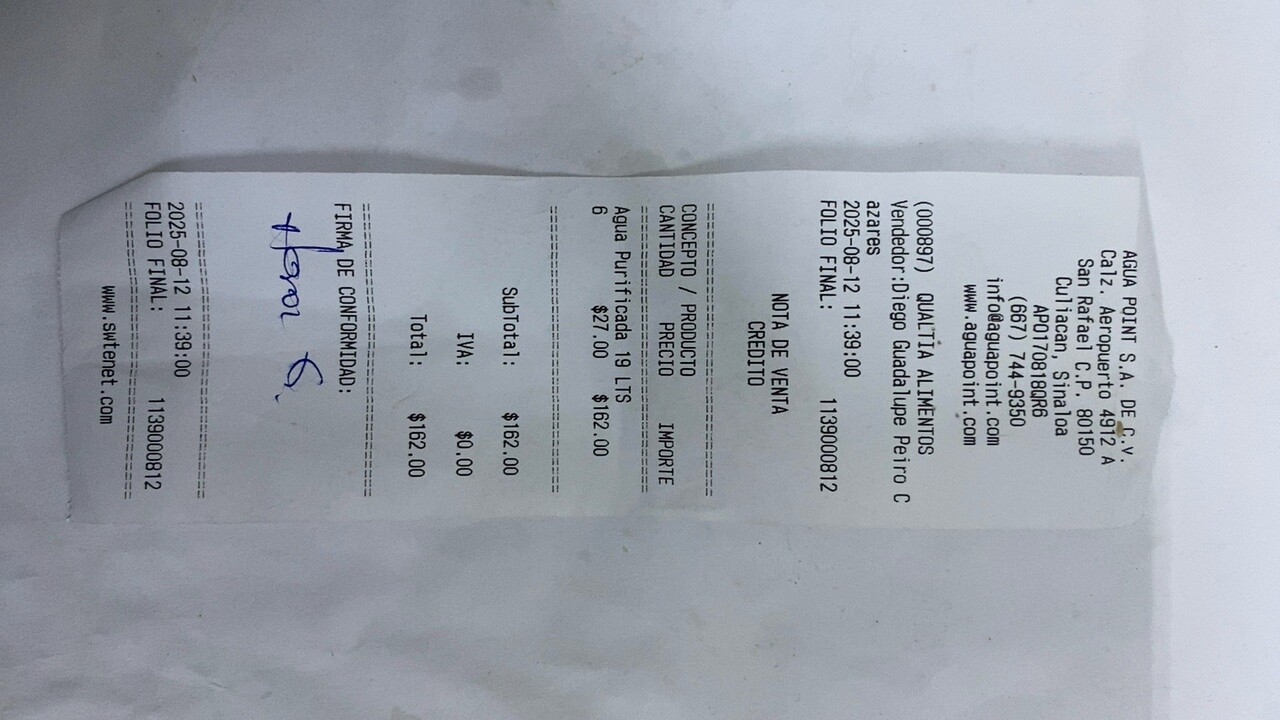 AGUA POINT S.A. DE C.V.
Calz. Aeropuerto 4912 A
San Rafael C.P. 80150
Culiacan, Sinaloa
APO170818QR6
(667) 744-9350
info@aguapoint.com
www.aguapoint.com
(000897) QUALTIA ALIMENTOS
Vendedor:Diego Guadalupe Peiro C
azares
2025-08-12 11:39:00
FOLIO FINAL: 1139000812
NOTA DE VENTA
CREDITO
================================
CONCEPTO / PRODUCTO
CANTIDAD PRECIO IMPORTE
================================
Agua Purificada 19 LTS
6 $27.00 $162.00
================================
SubTotal: $162.00
IVA: $0.00
Total: $162.00
================================
FIRMA DE CONFORMIDAD:
G.
================================
2025-08-12 11:39:00
FOLIO FINAL: 1139000812
================================
www.swtenet.com